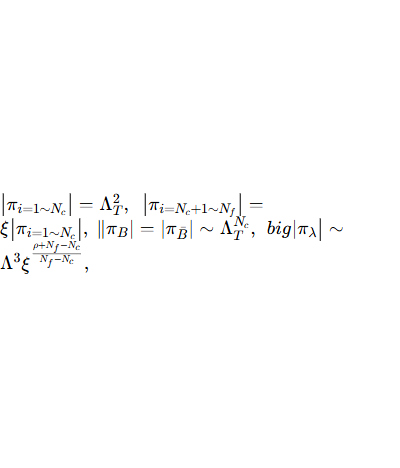 |π_{i=1∼N_c}| = Λ_T^2, |π_{i=N_c+1∼N_f}| =
ξ|π_{i=1∼N_c}|, ||π_B| = |π_{B̄}| ∼ Λ_T^{N_c}, big|π_λ| ∼
Λ^3 ξ^{\frac{ρ+N_f−N_c}{N_f−N_c}},